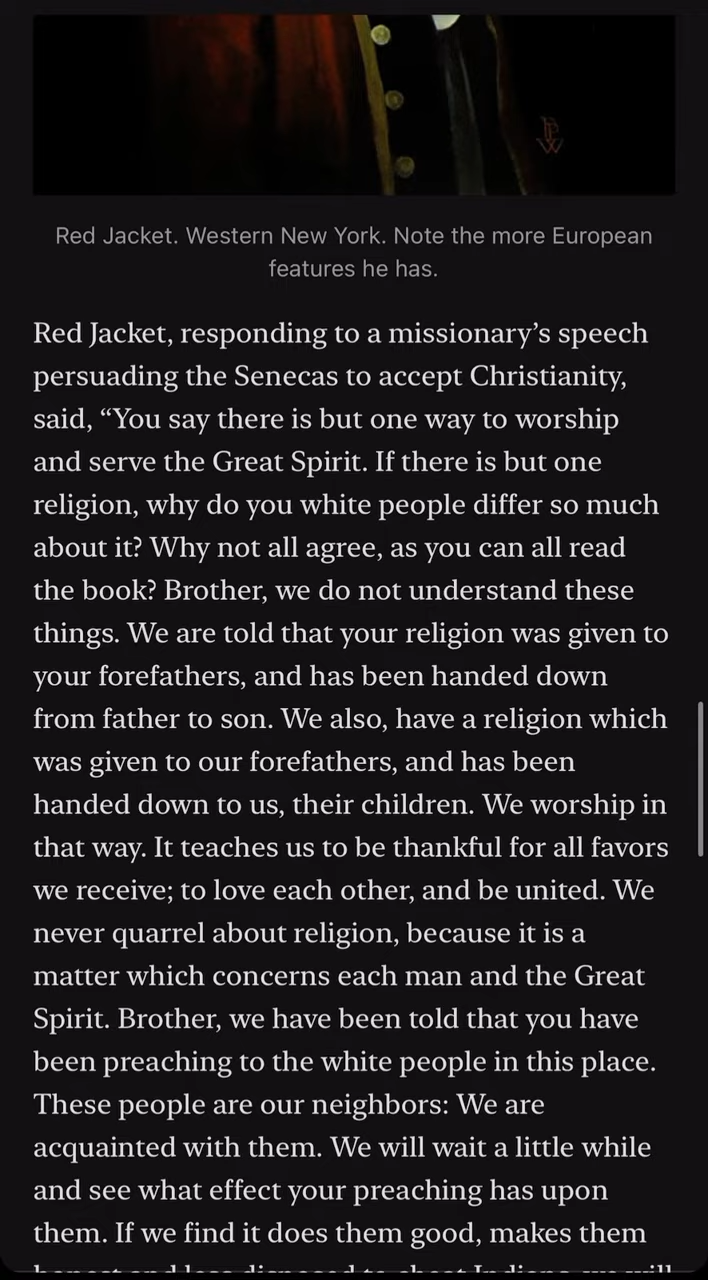 Red Jacket. Western New York. Note the more European
features he has.
Red Jacket, responding to a missionary’s speech
persuading the Senecas to accept Christianity,
said, “You say there is but one way to worship
and serve the Great Spirit. If there is but one
religion, why do you white people differ so much
about it? Why not all agree, as you can all read
the book? Brother, we do not understand these
things. We are told that your religion was given to
your forefathers, and has been handed down
from father to son. We also, have a religion which
was given to our forefathers, and has been
handed down to us, their children. We worship in
that way. It teaches us to be thankful for all favors
we receive; to love each other, and be united. We
never quarrel about religion, because it is a
matter which concerns each man and the Great
Spirit. Brother, we have been told that you have
been preaching to the white people in this place.
These people are our neighbors: We are
acquainted with them. We will wait a little while
and see what effect your preaching has upon
them. If we find it does them good, makes them
honest and less disposed to cheat Indians, we will